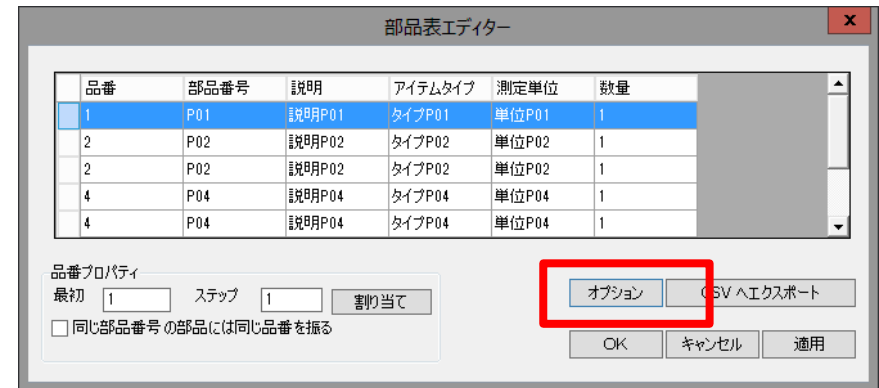 部品表エディター
x
品番 部品番号 説明 アイテムタイプ 測定単位 数量
1 P01 説明P01 タイプP01 単位P01 1
2 P02 説明P02 タイプP02 単位P02 1
2 P02 説明P02 タイプP02 単位P02 1
4 P04 説明P04 タイプP04 単位P04 1
4 P04 説明P04 タイプP04 単位P04 1
品番プロパティ
最初 1 ステップ 1 割り当て
同じ部品番号の部品には同じ品番を振る
オプション CSV へエクスポート
OK キャンセル 適用